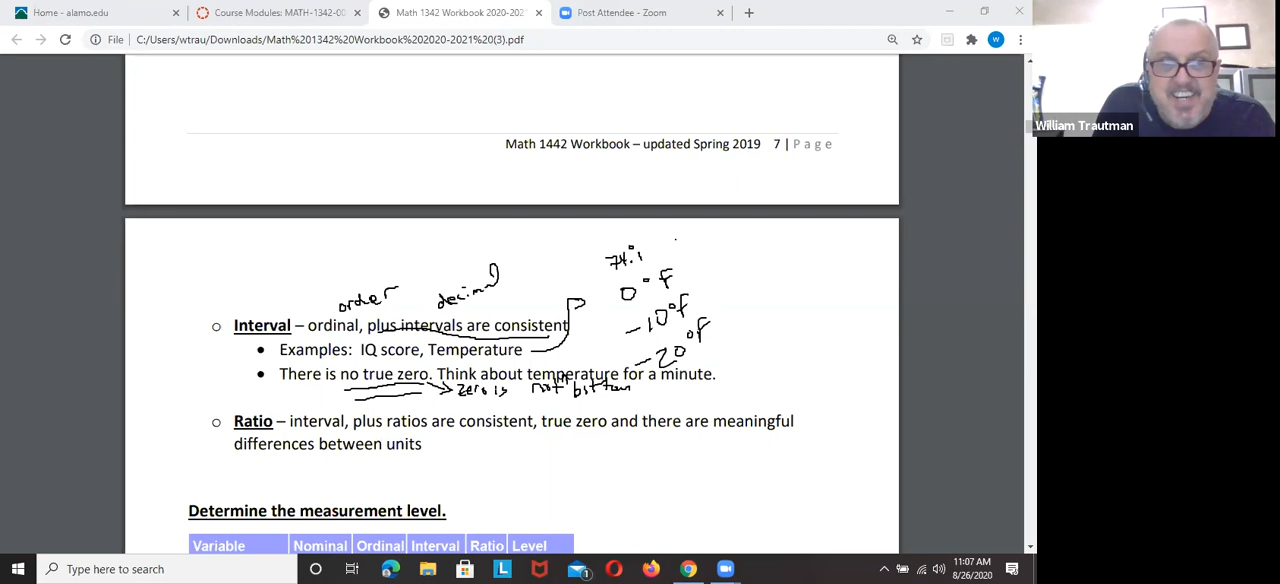 Home - alamo.edu
Course Modules: MATH-1342-00
Math 1342 Workbook 2020-202
Post Attendee - Zoom
File
C:/Users/wtrau/Downloads/Math%201342%20Workbook%202020-2021%20(3).pdf
W
William Trautman
Math 1442 Workbook – updated Spring 2019 7 | Page
order decimal
0°F
-10°F
-20°F
Interval – ordinal, plus intervals are consistent
Examples: IQ score, Temperature
There is no true zero. Think about temperature for a minute.
zero is not bottom
Ratio – interval, plus ratios are consistent, true zero and there are meaningful
differences between units
Determine the measurement level.
Variable Nominal Ordinal Interval Ratio Level
Type here to search
L
1
11:07 AM
8/26/2020